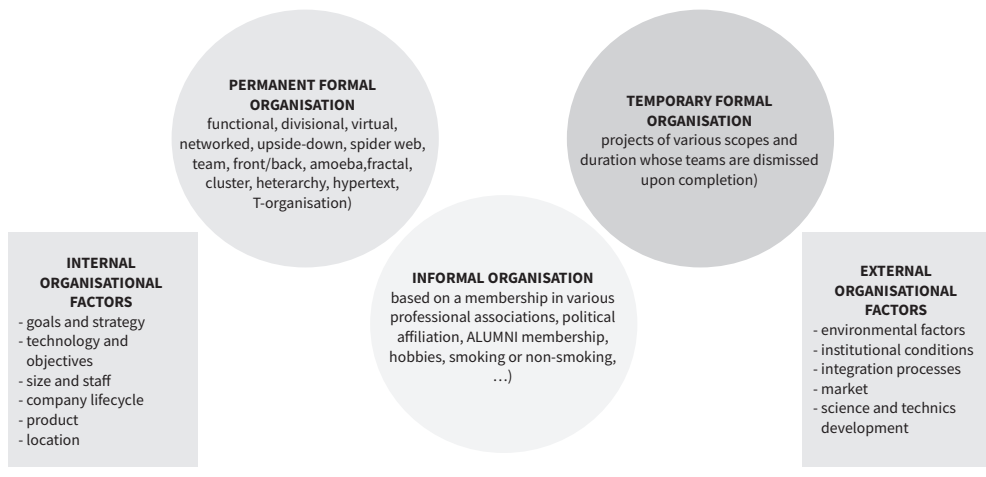 PERMANENT FORMAL
ORGANISATION
functional, divisional, virtual,
networked, upside-down, spider web,
team, front/back, amoeba,fractal,
cluster, heterarchy, hypertext,
T-organisation)
TEMPORARY FORMAL
ORGANISATION
projects of various scopes and
duration whose teams are dismissed
upon completion)
INTERNAL
ORGANISATIONAL
FACTORS
- goals and strategy
- technology and
objectives
- size and staff
- company lifecycle
- product
- location
INFORMAL ORGANISATION
based on a membership in various
professional associations, political
affiliation, ALUMNI membership,
hobbies, smoking or non-smoking,
…)
EXTERNAL
ORGANISATIONAL
FACTORS
- environmental factors
- institutional conditions
- integration processes
- market
- science and technics
development